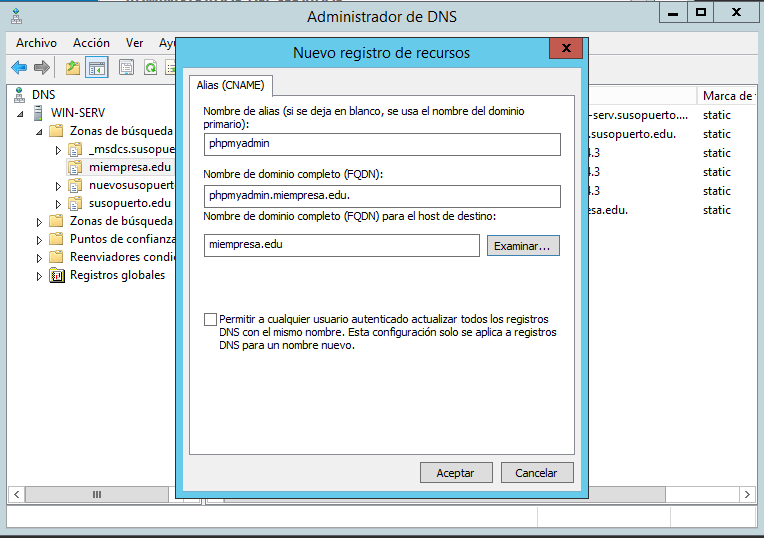 Administrador de DNS
Archivo Acción Ver
Nuevo registro de recursos
DNS
WIN-SERV
Zonas de búsqueda
_msdcs.susopue
miempresa.edu
nuevosusopuert
susopuerto.edu
Zonas de búsqueda
Puntos de confianza
Reenviadores condi
Registros globales
Alias (CNAME)
Nombre de alias (si se deja en blanco, se usa el nombre del dominio
primario):
phpmyadmin
Nombre de dominio completo (FQDN):
phpmyadmin.miempresa.edu.
Nombre de dominio completo (FQDN) para el host de destino:
miempresa.edu
Examinar...
Permitir a cualquier usuario autenticado actualizar todos los registros
DNS con el mismo nombre. Esta configuración solo se aplica a registros
DNS para un nombre nuevo.
Aceptar Cancelar
Marca de
-serv.susopuerto.... static
.susopuerto.edu. static
4.3 static
4.3 static
4.3 static
esa.edu. static